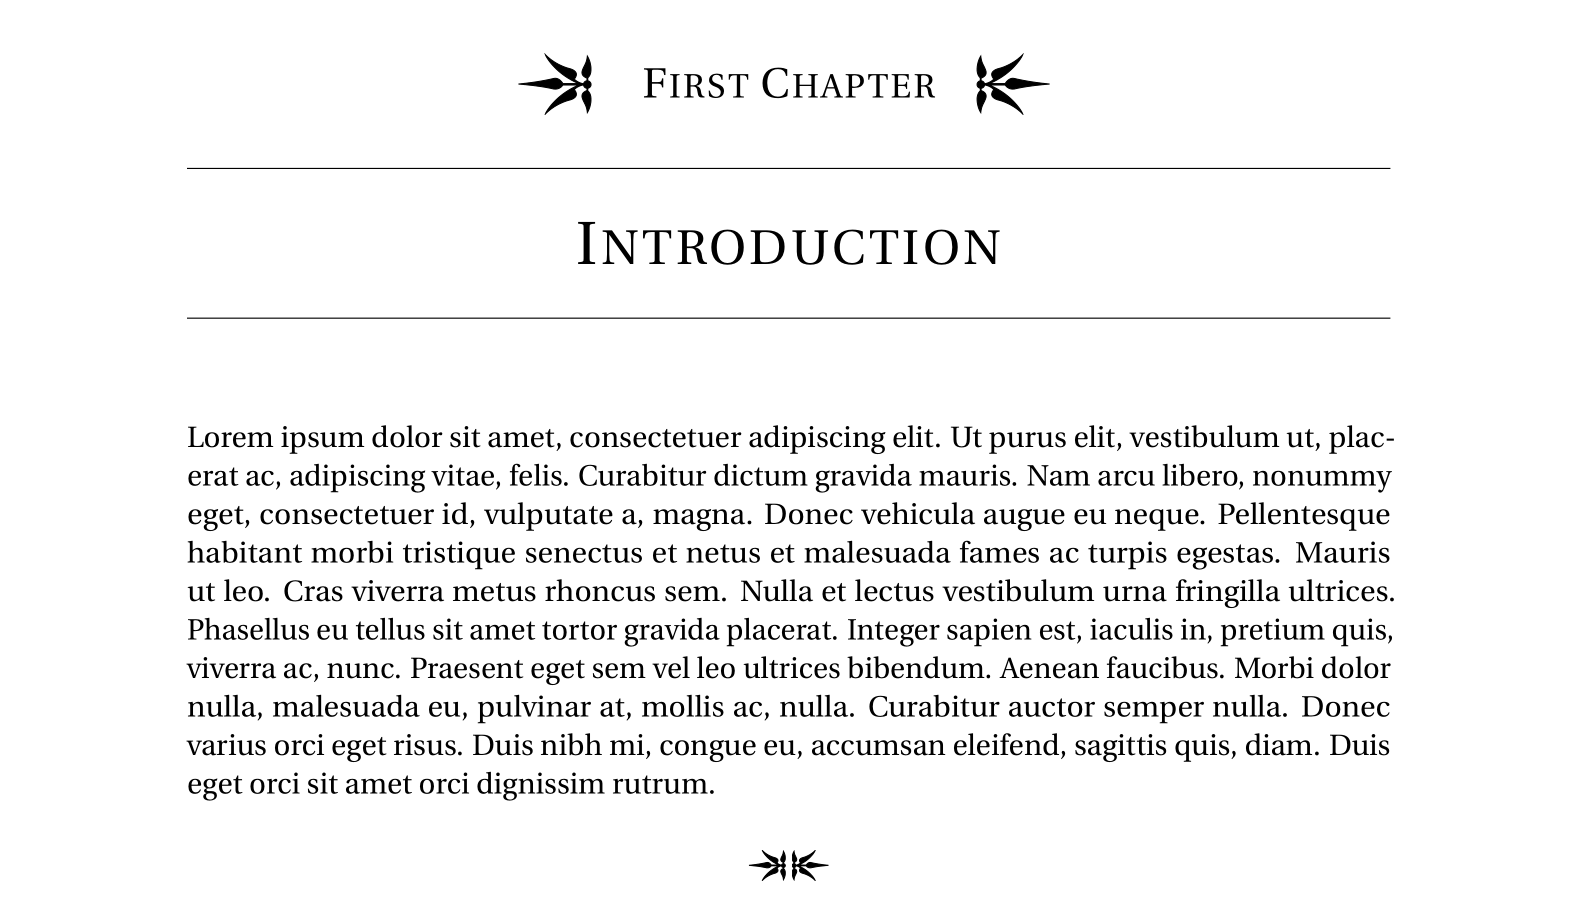 First Chapter
Introduction
Lorem ipsum dolor sit amet, consectetuer adipiscing elit. Ut purus elit, vestibulum ut, plac-
erat ac, adipiscing vitae, felis. Curabitur dictum gravida mauris. Nam arcu libero, nonummy
eget, consectetuer id, vulputate a, magna. Donec vehicula augue eu neque. Pellentesque
habitant morbi tristique senectus et netus et malesuada fames ac turpis egestas. Mauris
ut leo. Cras viverra metus rhoncus sem. Nulla et lectus vestibulum urna fringilla ultrices.
Phasellus eu tellus sit amet tortor gravida placerat. Integer sapien est, iaculis in, pretium quis,
viverra ac, nunc. Praesent eget sem vel leo ultrices bibendum. Aenean faucibus. Morbi dolor
nulla, malesuada eu, pulvinar at, mollis ac, nulla. Curabitur auctor semper nulla. Donec
varius orci eget risus. Duis nibh mi, congue eu, accumsan eleifend, sagittis quis, diam. Duis
eget orci sit amet orci dignissim rutrum.